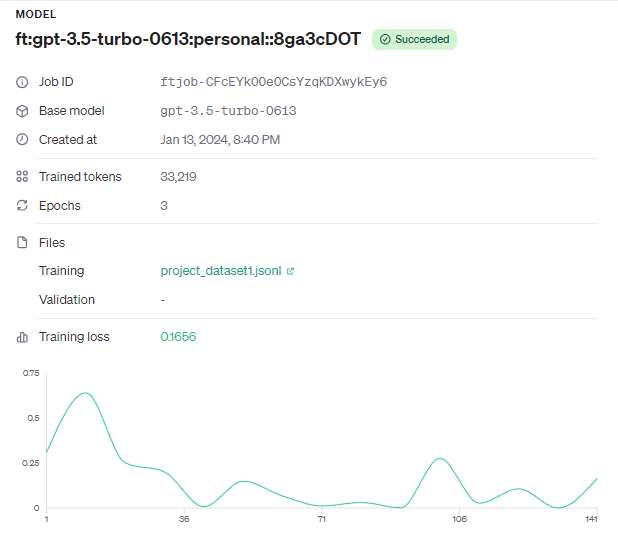 MODEL
ft:gpt-3.5-turbo-0613:personal::8ga3cDOT Succeeded
Job ID ftjob-CFcEYkOOeOCsYzqKDXwykEy6
Base model gpt-3.5-turbo-0613
Created at Jan 13, 2024, 8:40 PM
Trained tokens 33,219
Epochs 3
Files
Training project_dataset1.jsonl
Validation -
Training loss 0.1656
0.75
0.5
0.25
0
1 36 71 106 141